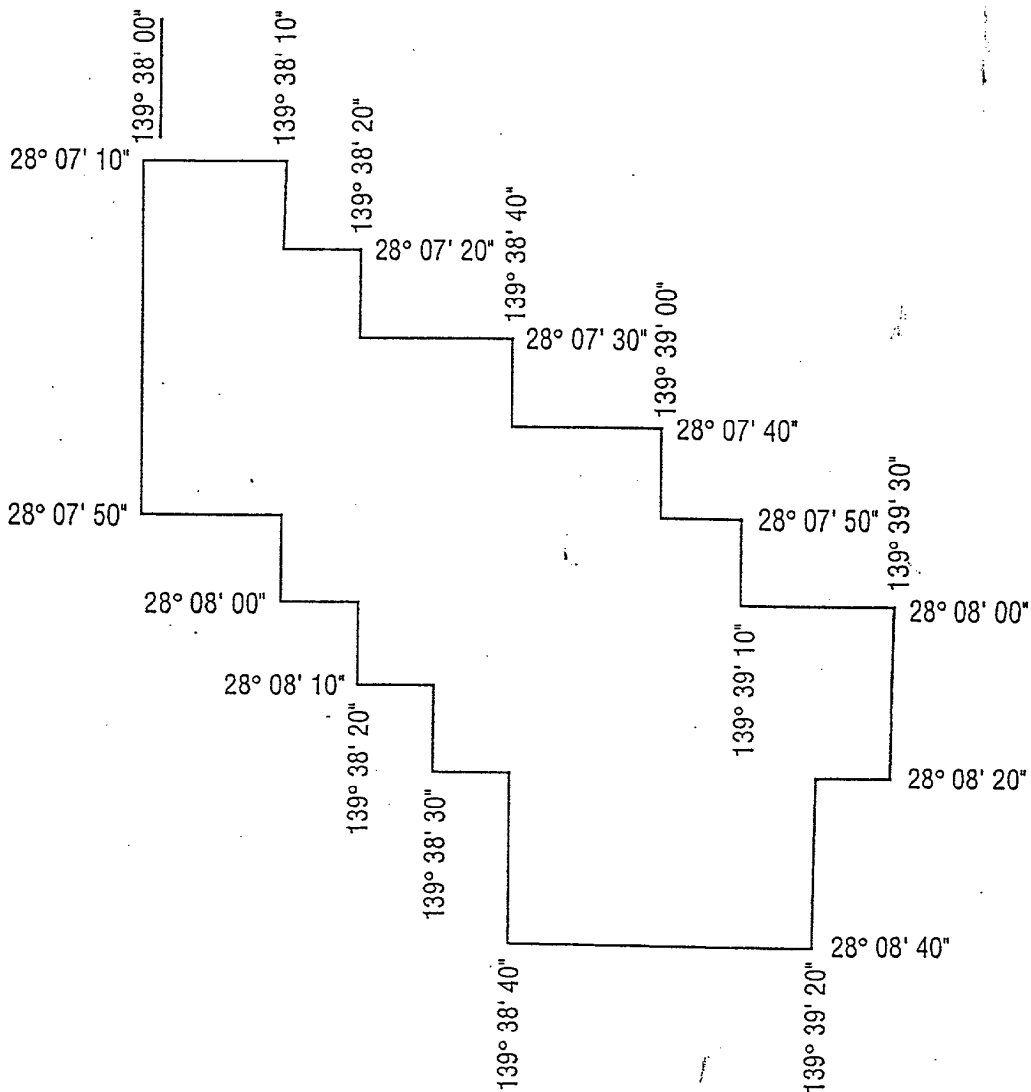 139° 38' 00"
139° 38' 10"
28° 07' 10"
139° 38' 20"
139° 38' 40"
28° 07' 20"
139° 39' 00"
28° 07' 30"
28° 07' 40"
139° 39' 30"
28° 07' 50"
28° 07' 50"
28° 08' 00"
28° 08' 00"
139° 39' 10"
28° 08' 10"
139° 38' 20"
28° 08' 20"
139° 38' 30"
28° 08' 40"
139° 38' 40"
139° 39' 20"